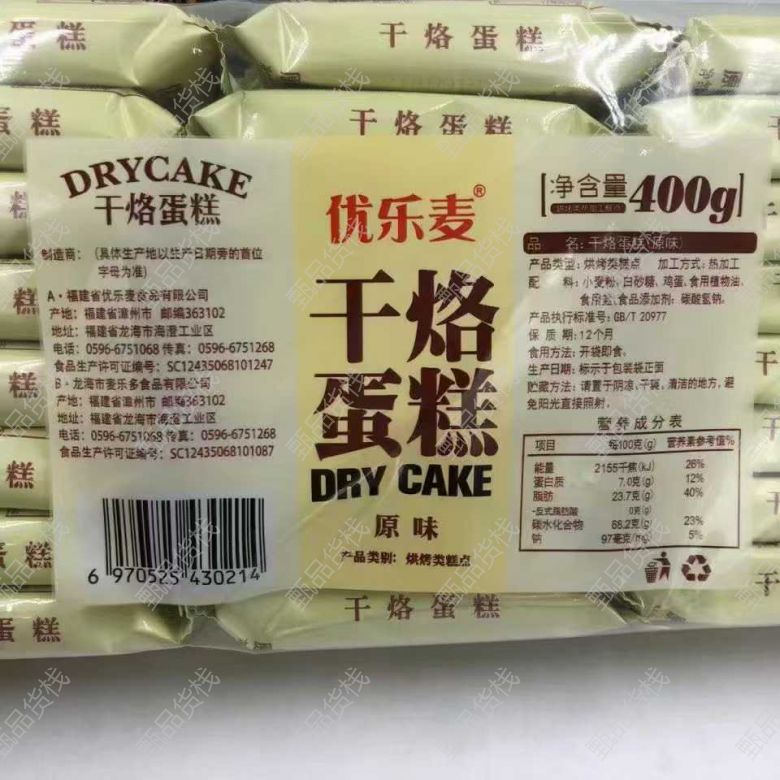 干烙蛋糕
干烙蛋糕
DRYCAKE
干烙蛋糕
制造商：（具体生产地以生产日期旁的首位
字母为准）
A·福建省优乐麦食品有限公司
产地：福建省漳州市 邮编363102
地址：福建省龙海市海澄工业区
电话：0596-6751068 传真：0596-6751268
食品生产许可证编号：SC12435068101247
B·龙海市麦乐多食品有限公司
产地：福建省漳州市 邮编363102
地址：福建省龙海市海澄工业区
电话：0596-6751068 传真：0596-6751268
食品生产许可证编号：SC12435068101087
6 970525 430214
优乐麦®
干烙
蛋糕
DRY CAKE
原味
产品类别：烘烤类糕点
净含量 400g
品 名：干烙蛋糕(原味)
产品类型：烘烤类糕点 加工方式：热加工
配 料：小麦粉，白砂糖，鸡蛋，食用植物油，
食用盐，食品添加剂：碳酸氢钠。
产品执行标准号：GB/T 20977
保 质 期：12个月
食用方法：开袋即食。
生产日期：标示于包装袋正面
贮藏方法：请置于阴凉、干燥，清洁的地方，避
免阳光直接照射。
营养成分表
项目 每100克(g) 营养素参考值%
能量 2155千焦(kJ) 26%
蛋白质 7.0克(g) 12%
脂肪 23.7克(g) 40%
-反式脂肪酸 0克(g)
碳水化合物 68.2克(g) 23%
钠 97毫克(mg) 5%
干烙蛋糕
甄品货栈